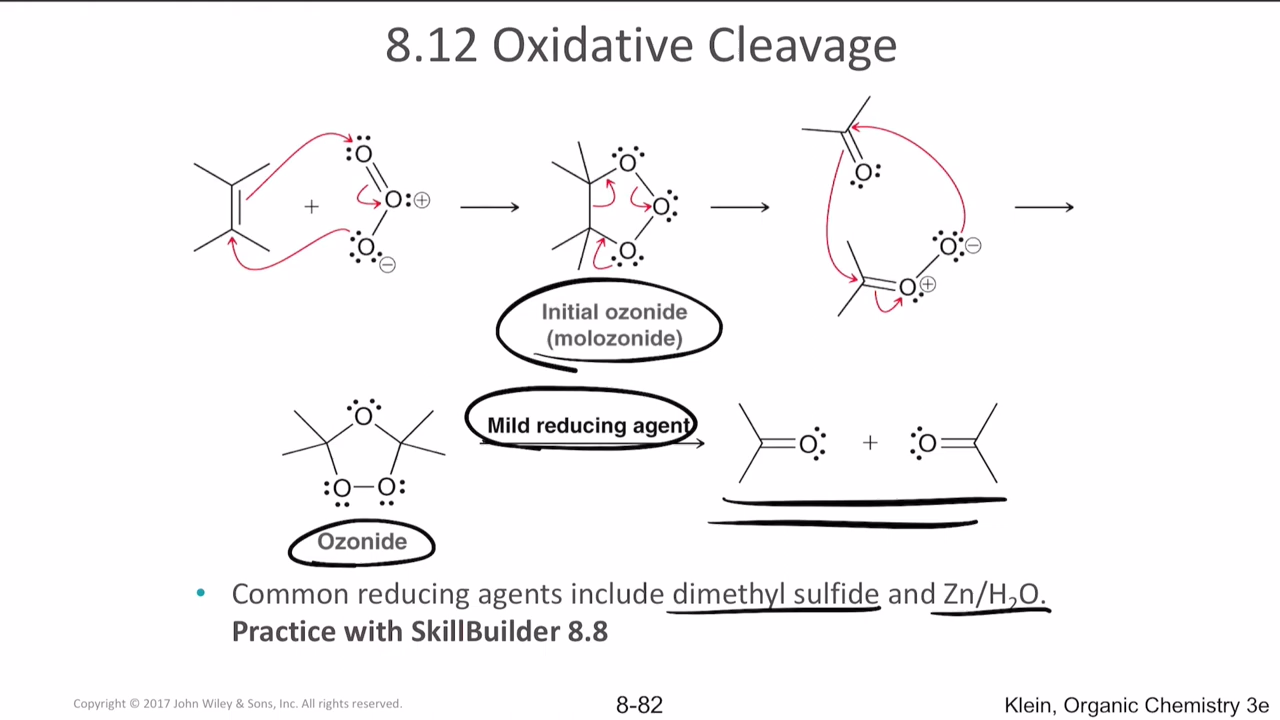 8.12 Oxidative Cleavage
+
O
O
O
⊕
⊖
O
O
O
O
O
⊖
O
⊕
Initial ozonide
(molozonide)
O
O
O
Mild reducing agent
O
+
O
Ozonide
• Common reducing agents include dimethyl sulfide and Zn/H₂O.
Practice with SkillBuilder 8.8
Copyright © 2017 John Wiley & Sons, Inc. All rights reserved.
8-82
Klein, Organic Chemistry 3e